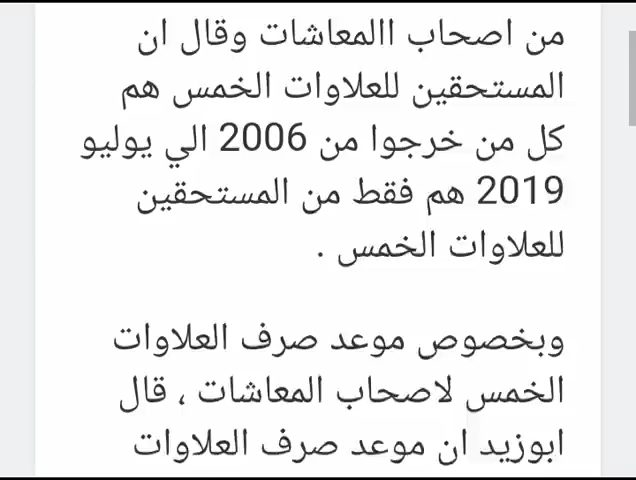 من اصحاب االمعاشات وقال ان
المستحقين للعلاوات الخمس هم
كل من خرجوا من 2006 الي يوليو
2019 هم فقط من المستحقين
للعلاوات الخمس .
وبخصوص موعد صرف العلاوات
الخمس لاصحاب المعاشات ، قال
ابوزيد ان موعد صرف العلاوات